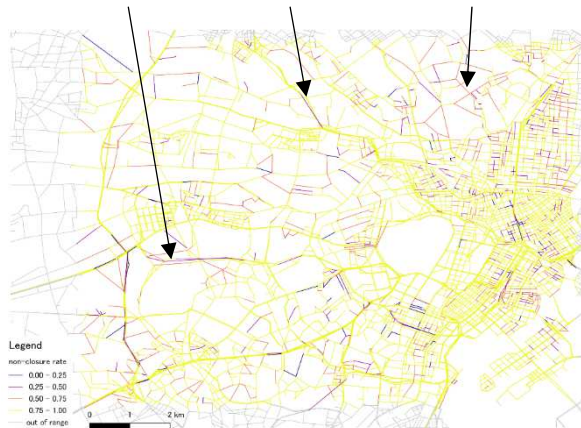 Legend
non-closure rate
0.00 - 0.25
0.25 - 0.50
0.50 - 0.75
0.75 - 1.00
out of range
0 1 2 km